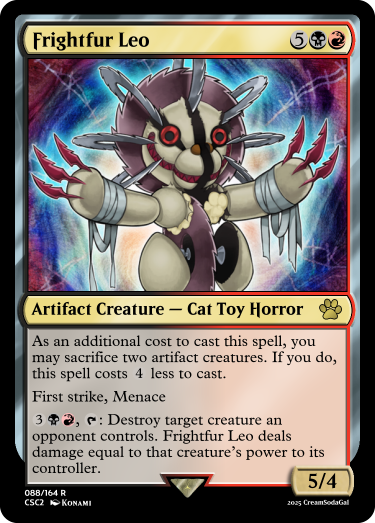 Frightfur Leo 5
Artifact Creature — Cat Toy Horror
As an additional cost to cast this spell, you
may sacrifice two artifact creatures. If you do,
this spell costs 4 less to cast.
First strike, Menace
3 , : Destroy target creature an
opponent controls. Frightfur Leo deals
damage equal to that creature's power to its
controller.
5/4
088/164 R
CSC2 KONAMI
2025 CreamSodaGal